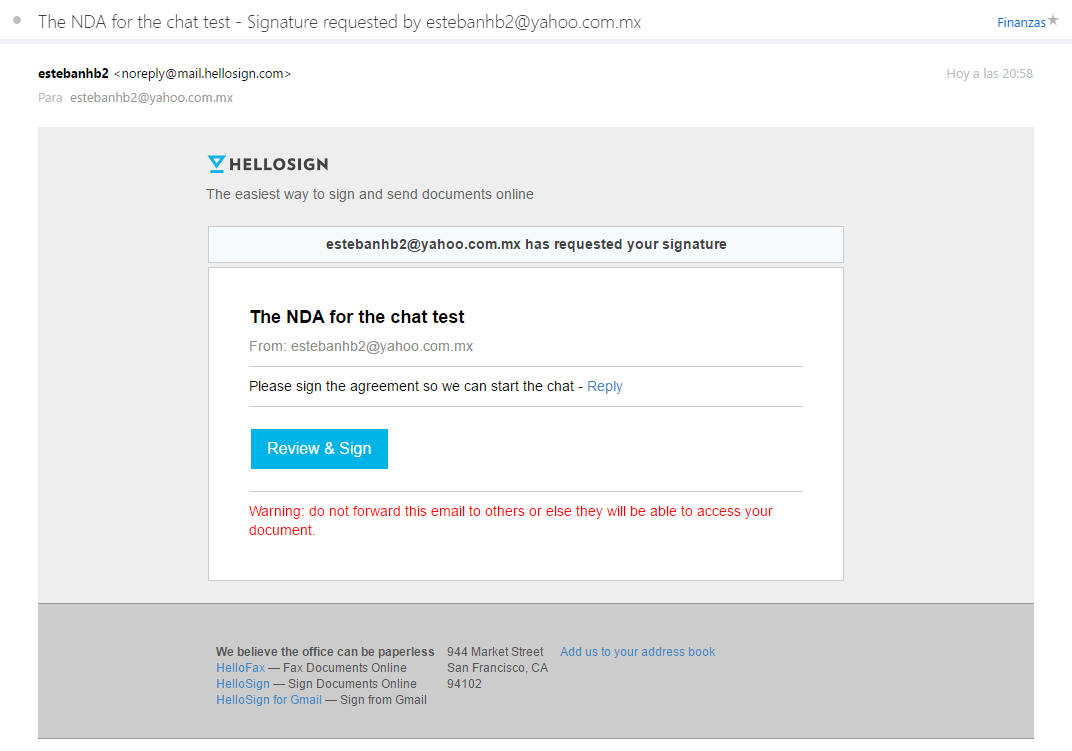 The NDA for the chat test - Signature requested by estebanhb2@yahoo.com.mx
Finanzas
estebanhb2 <noreply@mail.hellosign.com>
Hoy a las 20:58
Para estebanhb2@yahoo.com.mx
HELLOSIGN
The easiest way to sign and send documents online
estebanhb2@yahoo.com.mx has requested your signature
The NDA for the chat test
From: estebanhb2@yahoo.com.mx
Please sign the agreement so we can start the chat - Reply
Review & Sign
Warning: do not forward this email to others or else they will be able to access your
document.
We believe the office can be paperless
HelloFax — Fax Documents Online
HelloSign — Sign Documents Online
HelloSign for Gmail — Sign from Gmail
944 Market Street
San Francisco, CA
94102
Add us to your address book